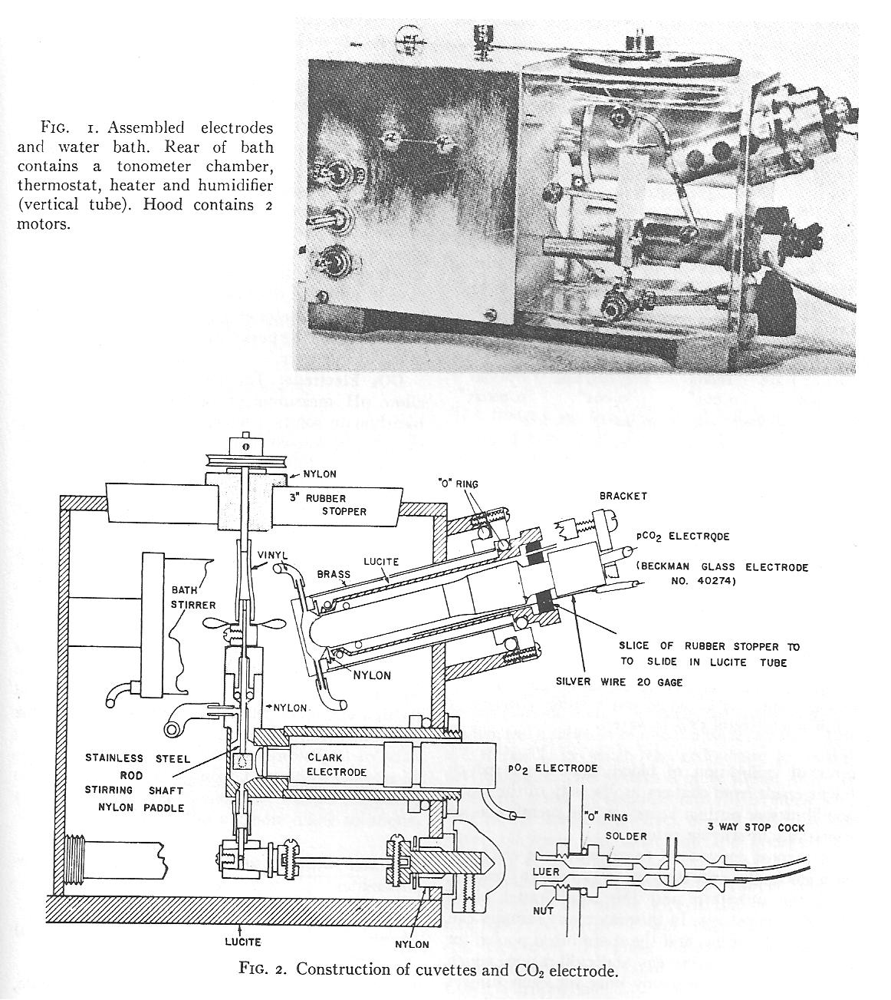 FIG. 1. Assembled electrodes
and water bath. Rear of bath
contains a tonometer chamber,
thermostat, heater and humidifier
(vertical tube). Hood contains 2
motors.
NYLON
3" RUBBER
STOPPER
"O" RING
BRACKET
pCO2 ELECTRODE
(BECKMAN GLASS ELECTRODE
NO. 40274)
VINYL
LUCITE
BRASS
BATH
STIRRER
SLICE OF RUBBER STOPPER TO
TO SLIDE IN LUCITE TUBE
NYLON
SILVER WIRE 20 GAGE
NYLON
STAINLESS STEEL
ROD
STIRRING SHAFT
NYLON PADDLE
CLARK
ELECTRODE
pO2 ELECTRODE
"O" RING
SOLDER
3 WAY STOP COCK
LUER
NUT
LUCITE
NYLON
FIG. 2. Construction of cuvettes and CO2 electrode.